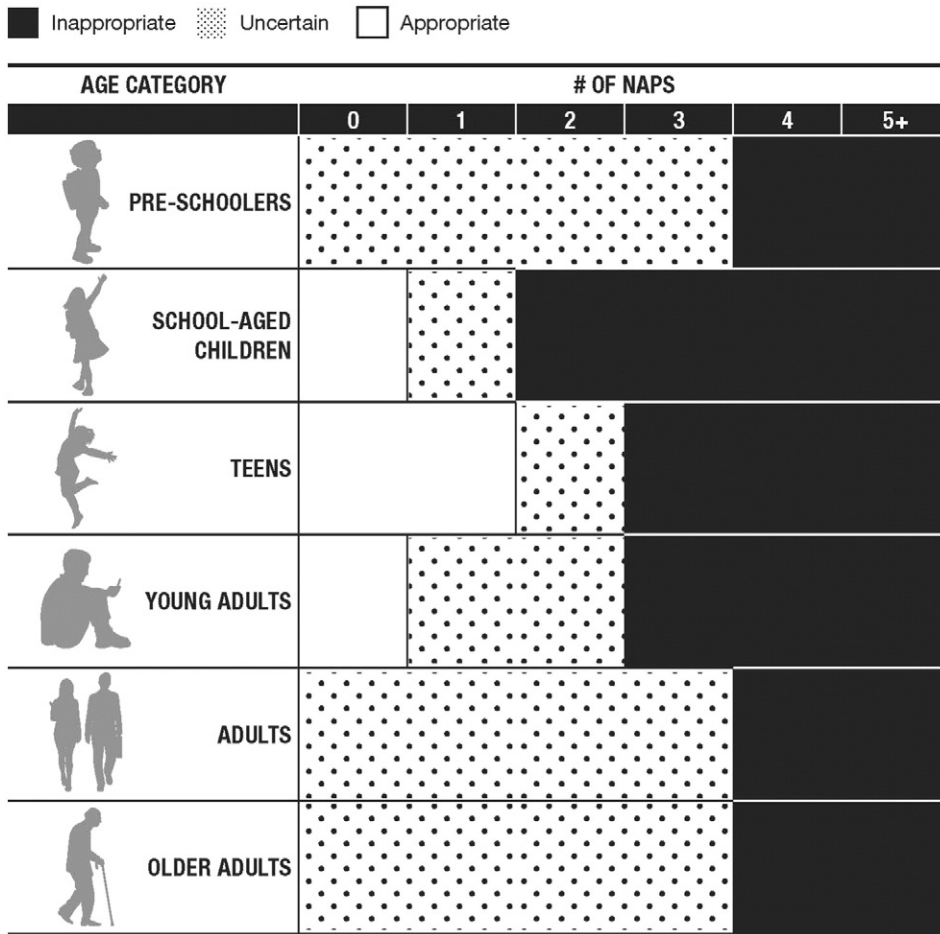 Inappropriate Uncertain Appropriate
AGE CATEGORY # OF NAPS
0 1 2 3 4 5+
PRE-SCHOOLERS
SCHOOL-AGED
CHILDREN
TEENS
YOUNG ADULTS
ADULTS
OLDER ADULTS